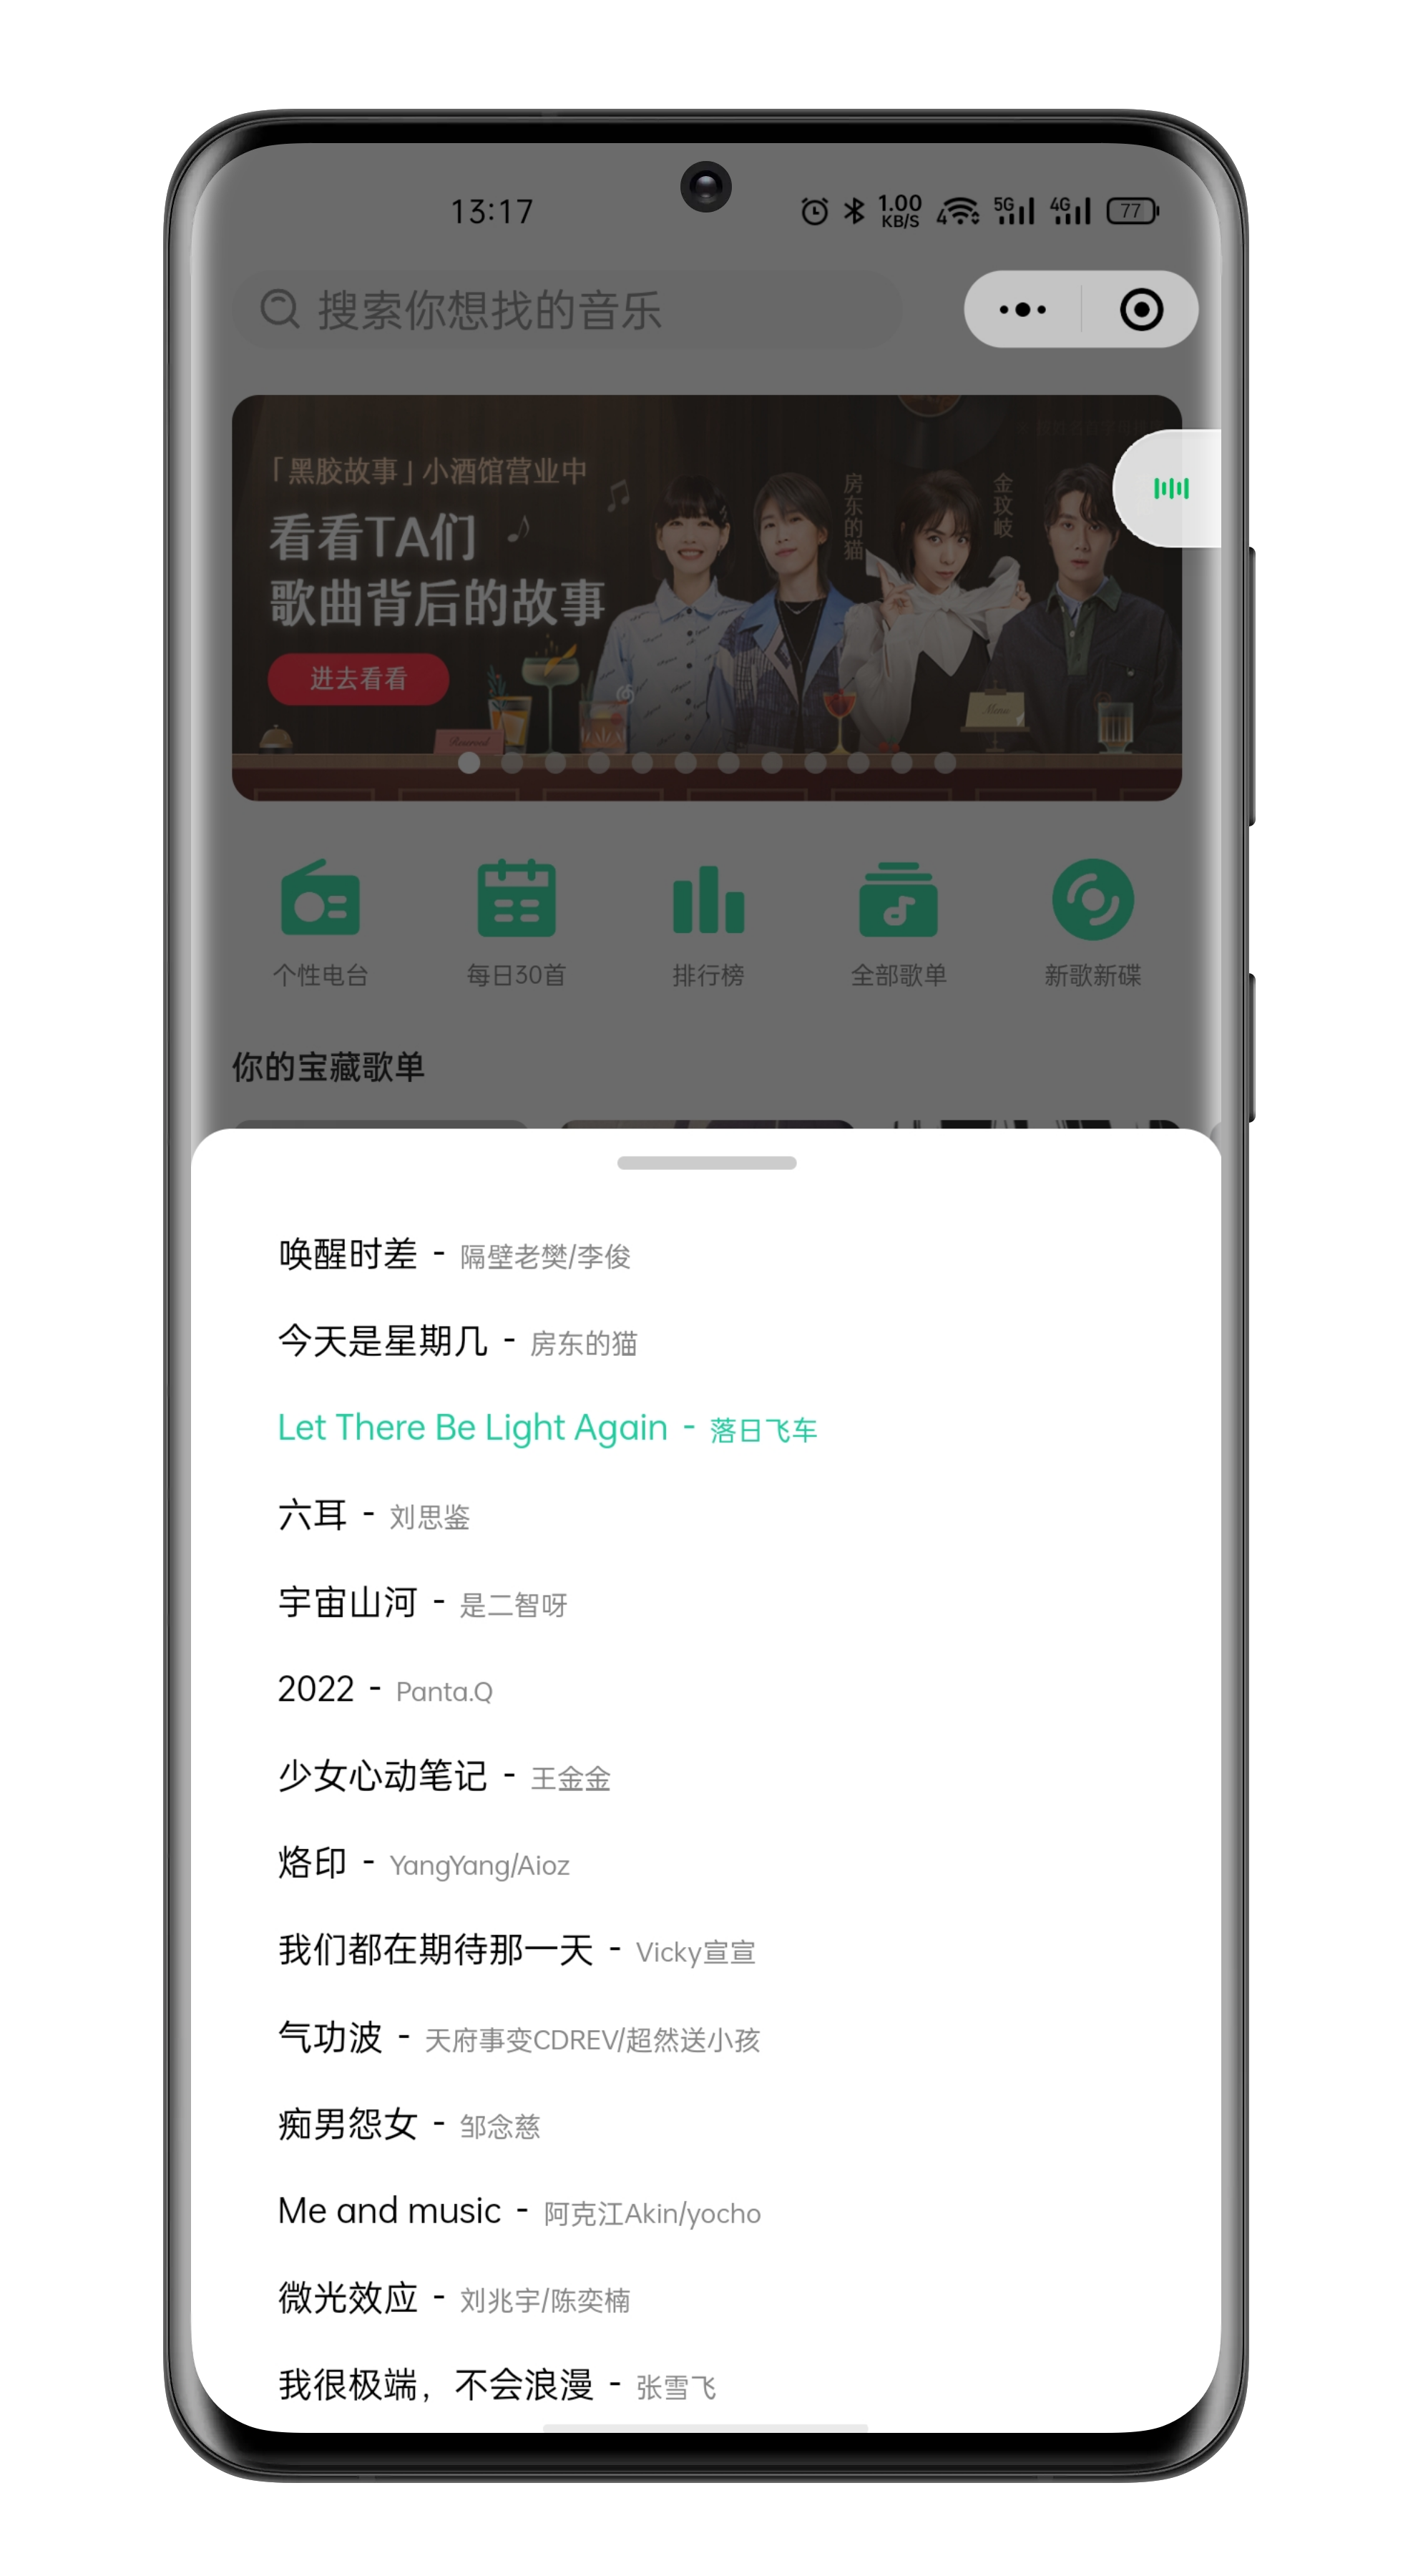 13:17
1.00
KB/S
4
5G
4G
77
搜索你想找的音乐
「黑胶故事」小酒馆营业中
看看TA们
歌曲背后的故事
进去看看
房东的猫
金玟岐
Reserved
Menu
个性电台
每日30首
排行榜
全部歌单
新歌新碟
你的宝藏歌单
唤醒时差 - 隔壁老樊/李俊
今天是星期几 - 房东的猫
Let There Be Light Again - 落日飞车
六耳 - 刘思鉴
宇宙山河 - 是二智呀
2022 - Panta.Q
少女心动笔记 - 王金金
烙印 - YangYang/Aioz
我们都在期待那一天 - Vicky宣宣
气功波 - 天府事变CDREV/超然送小孩
痴男怨女 - 邹念慈
Me and music - 阿克江Akin/yocho
微光效应 - 刘兆宇/陈奕楠
我很极端，不会浪漫 - 张雪飞